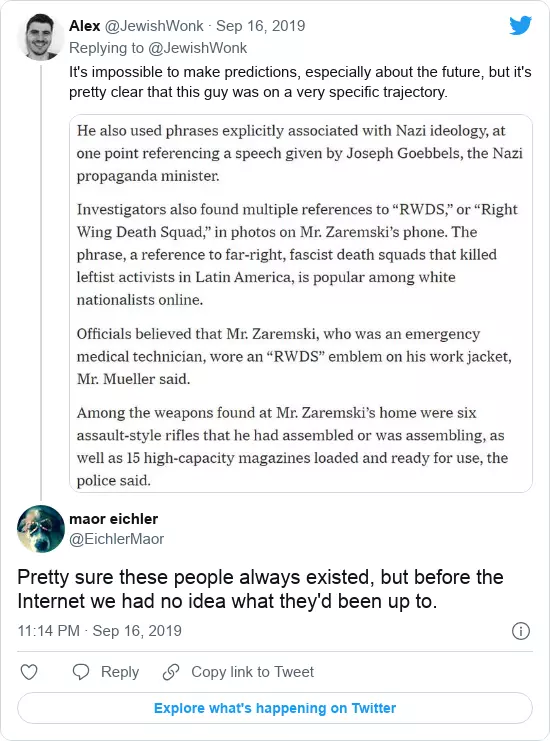 Alex @JewishWonk · Sep 16, 2019
Replying to @JewishWonk
It's impossible to make predictions, especially about the future, but it's
pretty clear that this guy was on a very specific trajectory.
He also used phrases explicitly associated with Nazi ideology, at
one point referencing a speech given by Joseph Goebbels, the Nazi
propaganda minister.
Investigators also found multiple references to “RWDS,” or “Right
Wing Death Squad,” in photos on Mr. Zaremski’s phone. The
phrase, a reference to far-right, fascist death squads that killed
leftist activists in Latin America, is popular among white
nationalists online.
Officials believed that Mr. Zaremski, who was an emergency
medical technician, wore an “RWDS” emblem on his work jacket,
Mr. Mueller said.
Among the weapons found at Mr. Zaremski’s home were six
assault-style rifles that he had assembled or was assembling, as
well as 15 high-capacity magazines loaded and ready for use, the
police said.
maor eichler
@EichlerMaor
Pretty sure these people always existed, but before the
Internet we had no idea what they'd been up to.
11:14 PM · Sep 16, 2019
Reply
Copy link to Tweet
Explore what's happening on Twitter